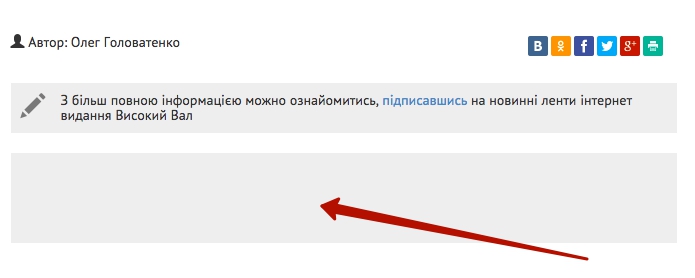 Автор: Олег Головатенко
В g+
З більш повною інформацією можно ознайомитись, підписавшись на новинні ленти інтернет
видання Високий Вал